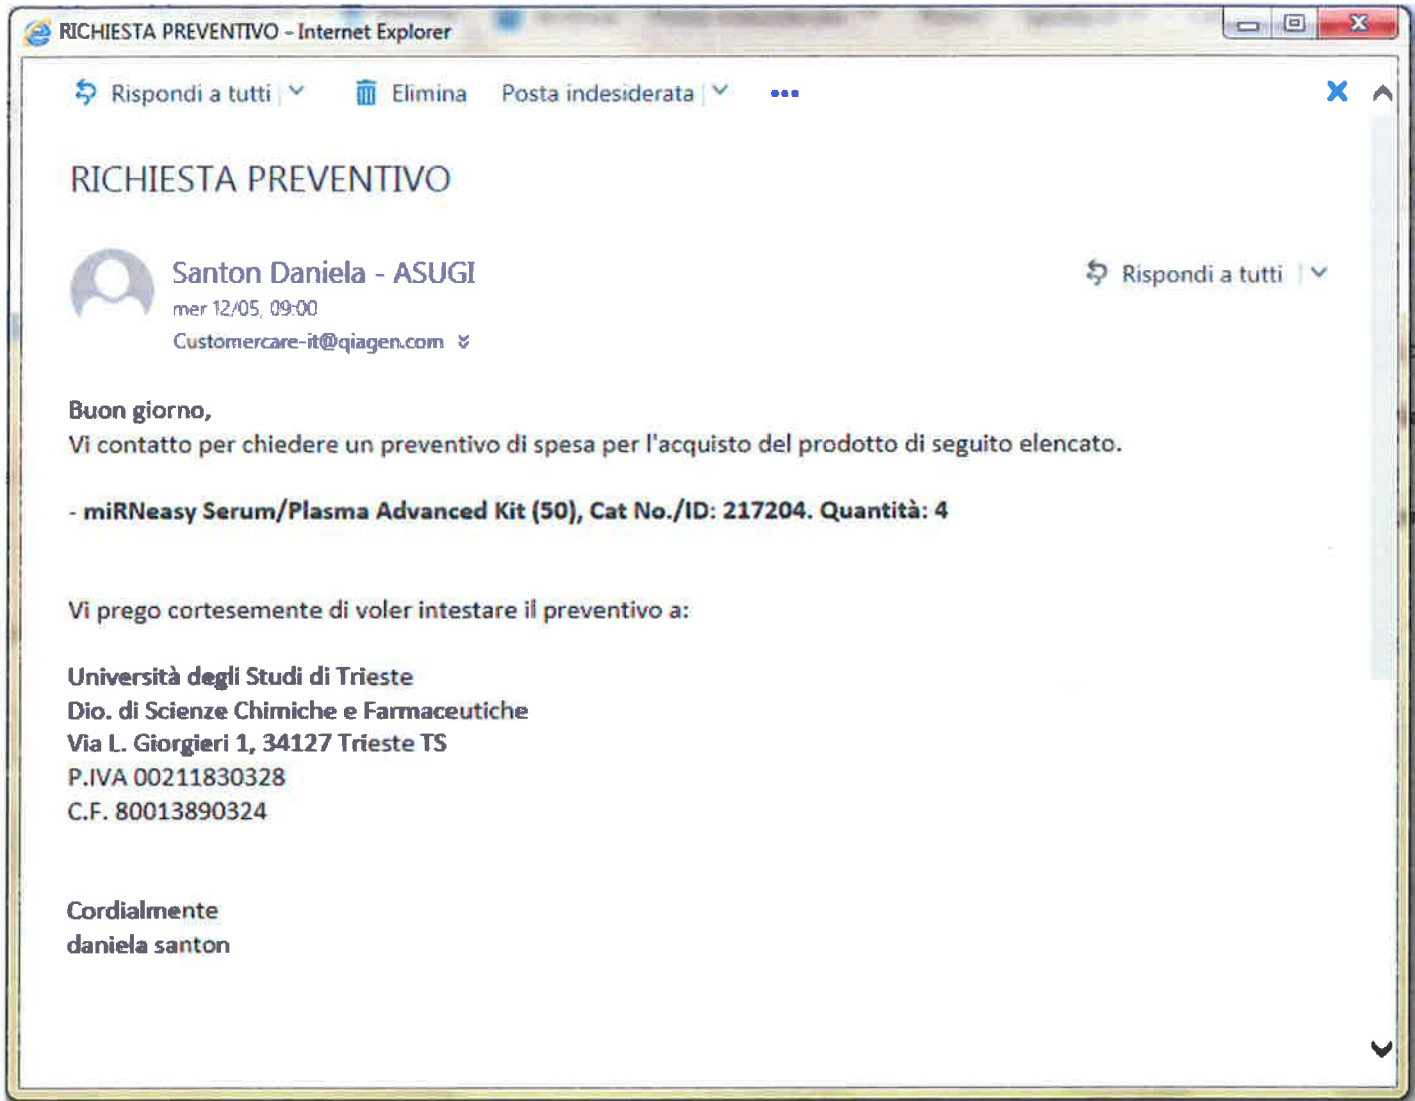 RICHIESTA PREVENTIVO - Internet Explorer
Rispondi a tutti Elimina Posta indesiderata ...
RICHIESTA PREVENTIVO
Santon Daniela - ASUGI
Rispondi a tutti
mer 12/05, 09:00
Customercare-it@qiagen.com
Buon giorno,
Vi contatto per chiedere un preventivo di spesa per l'acquisto del prodotto di seguito elencato.
- miRNeasy Serum/Plasma Advanced Kit (50), Cat No./ID: 217204. Quantità: 4
Vi prego cortesemente di voler intestare il preventivo a:
Università degli Studi di Trieste
Dio. di Scienze Chimiche e Farmaceutiche
Via L. Giorgieri 1, 34127 Trieste TS
P.IVA 00211830328
C.F. 80013890324
Cordialmente
daniela santon